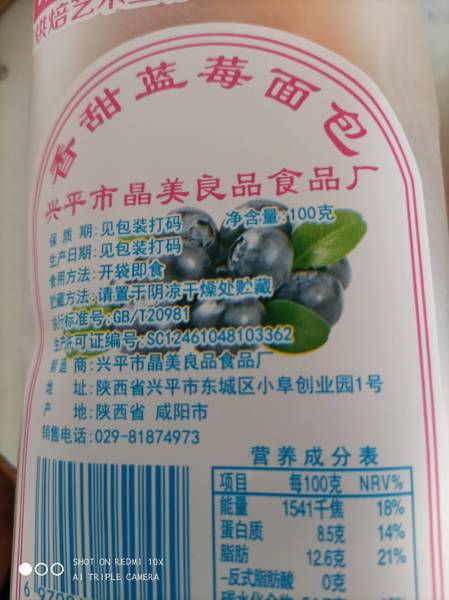 烘焙艺术
香甜蓝莓面包
兴平市晶美良品食品厂
保 质 期:见包装打码 净含量:100克
生产日期:见包装打码
食用方法:开袋即食
贮藏方法:请置于阴凉干燥处贮藏
执行标准号:GB/T20981
生产许可证编号:SC12461048103362
制 造 商:兴平市晶美良品食品厂
地 址:陕西省兴平市东城区小阜创业园1号
产 地:陕西省 咸阳市
销售电话:029-81874973
营养成分表
项目 每100克 NRV%
能量 1541千焦 18%
蛋白质 8.5克 14%
脂肪 12.6克 21%
-反式脂肪酸 0克
SHOT ON REDMI 10X
AI TRIPLE CAMERA